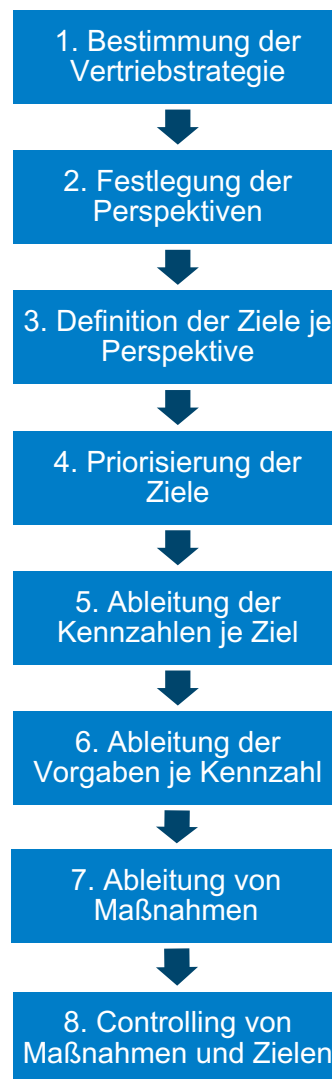 1. Bestimmung der
Vertriebstrategie
2. Festlegung der
Perspektiven
3. Definition der Ziele je
Perspektive
4. Priorisierung der
Ziele
5. Ableitung der
Kennzahlen je Ziel
6. Ableitung der
Vorgaben je Kennzahl
7. Ableitung von
Maßnahmen
8. Controlling von
Maßnahmen und Zielen